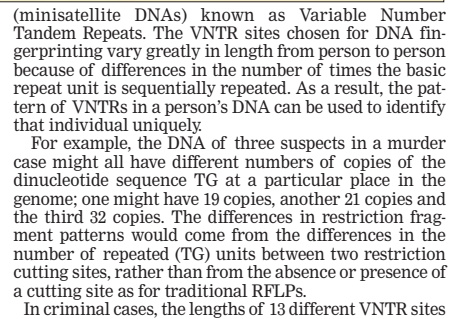 (minisatellite DNAs) known as Variable Number
Tandem Repeats. The VNTR sites chosen for DNA fin-
gerprinting vary greatly in length from person to person
because of differences in the number of times the basic
repeat unit is sequentially repeated. As a result, the pat-
tern of VNTRs in a person's DNA can be used to identify
that individual uniquely.
For example, the DNA of three suspects in a murder
case might all have different numbers of copies of the
dinucleotide sequence TG at a particular place in the
genome; one might have 19 copies, another 21 copies and
the third 32 copies. The differences in restriction frag-
ment patterns would come from the differences in the
number of repeated (TG) units between two restriction
cutting sites, rather than from the absence or presence of
a cutting site as for traditional RFLPs.
In criminal cases, the lengths of 13 different VNTR sites